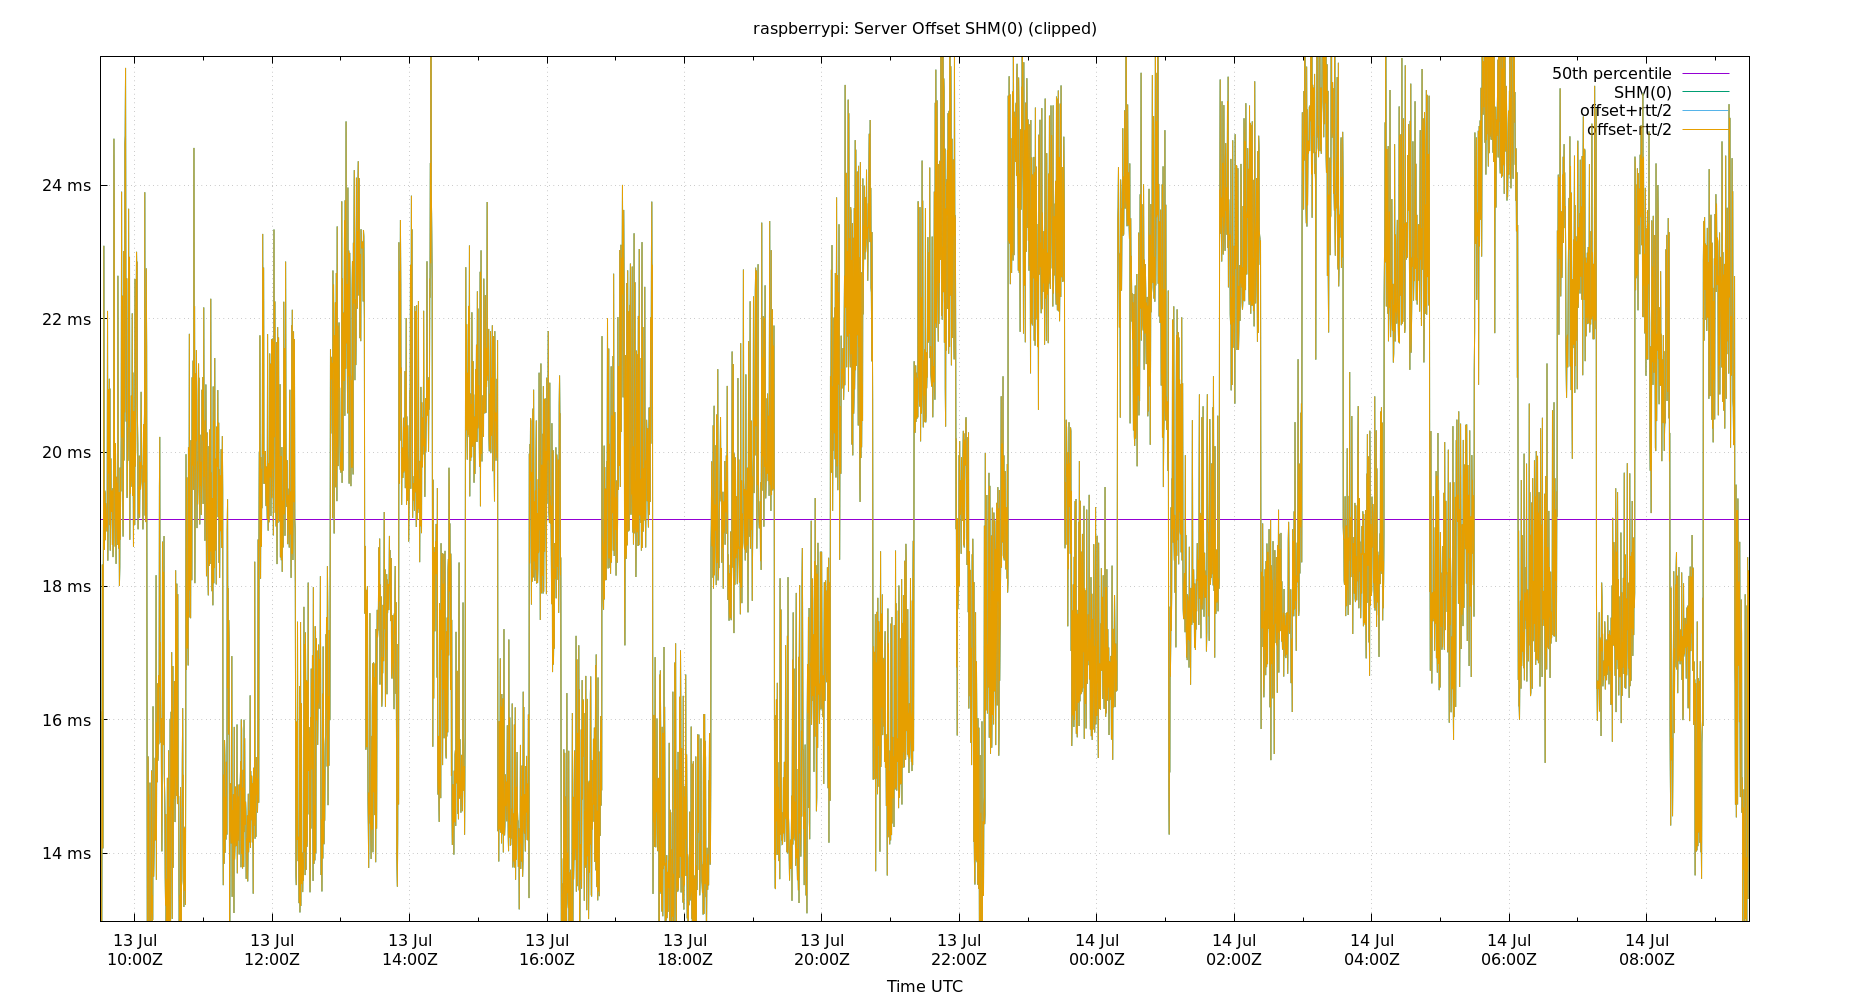 raspberrypi: Server Offset SHM(0) (clipped)
50th percentile
SHM(0)
offset+rtt/2
offset-rtt/2
24 ms
22 ms
20 ms
18 ms
16 ms
14 ms
13 Jul 13 Jul 13 Jul 13 Jul 13 Jul 13 Jul 13 Jul 14 Jul 14 Jul 14 Jul 14 Jul 14 Jul
10:00Z 12:00Z 14:00Z 16:00Z 18:00Z 20:00Z 22:00Z 00:00Z 02:00Z 04:00Z 06:00Z 08:00Z
Time UTC